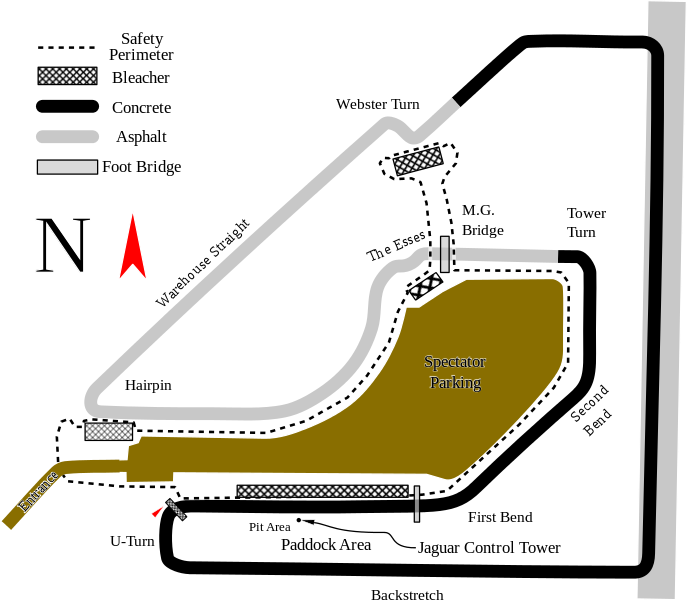 Safety
Perimeter
Bleacher
Concrete
Asphalt
Foot Bridge
N
Webster Turn
M.G.
Bridge
Tower
Turn
The Esses
Warehouse Straight
Hairpin
Spectator
Parking
Second
Bend
Entrance
First Bend
Pit Area
Paddock Area
Jaguar Control Tower
U-Turn
Backstretch